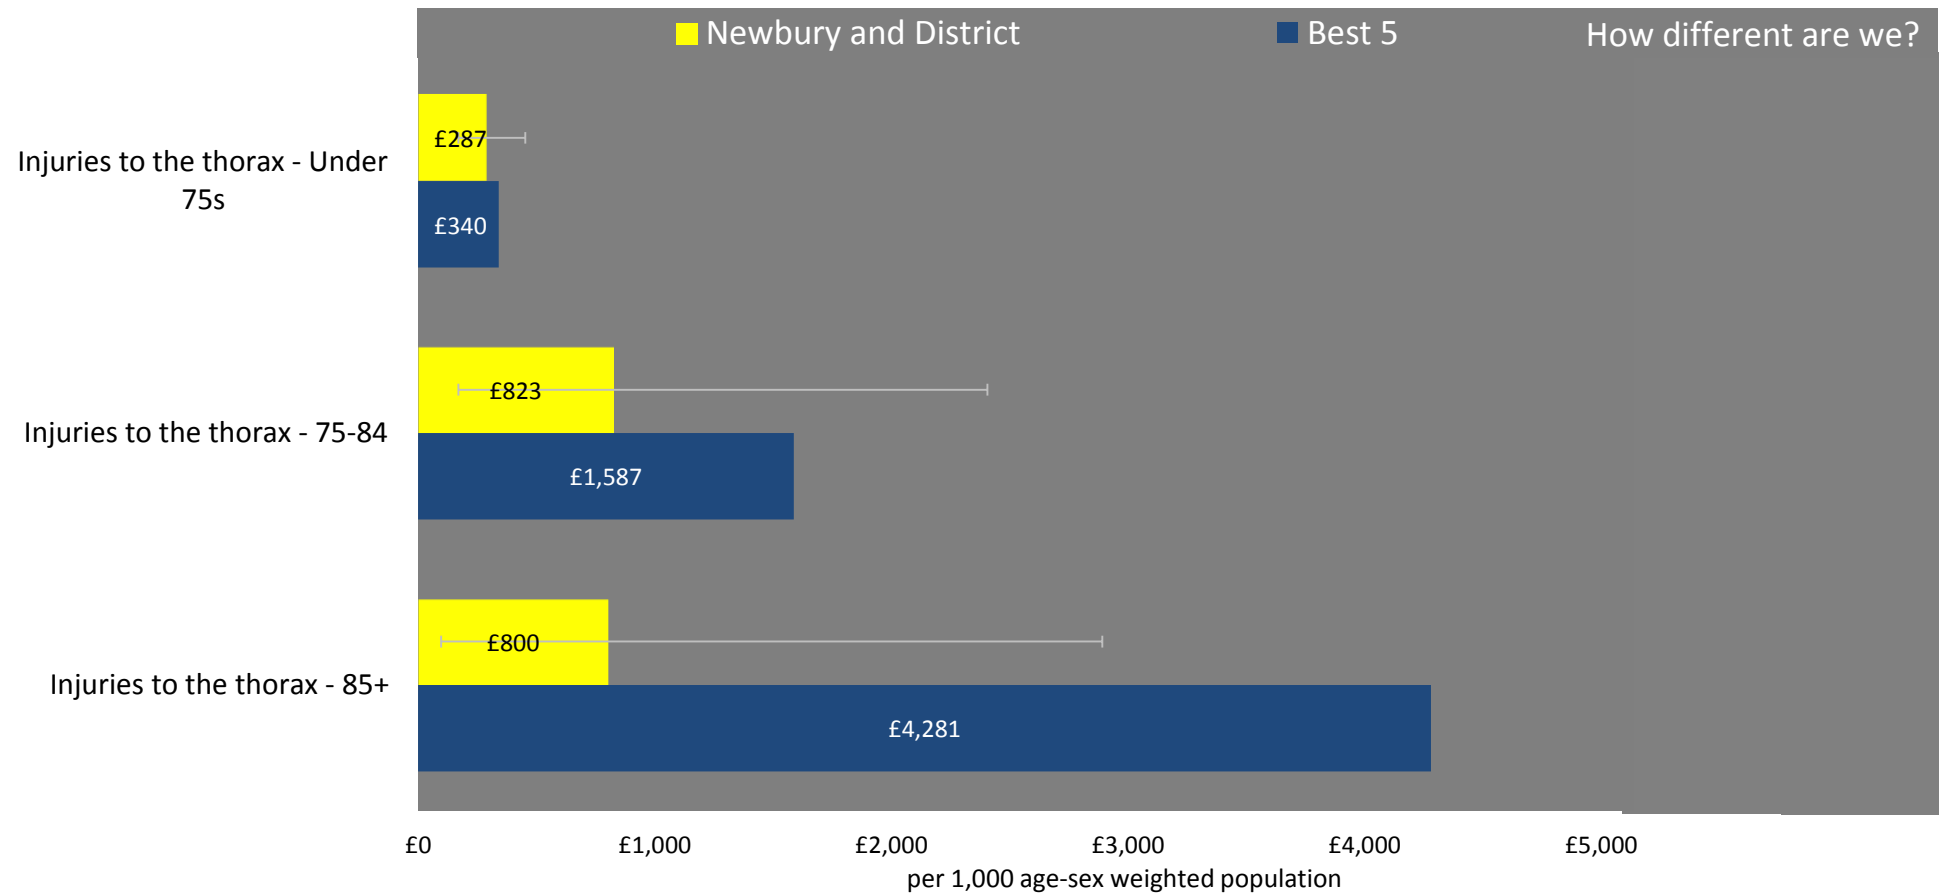 Newbury and District
Best 5
How different are we?
Injuries to the thorax - Under
75s
£287
£340
Injuries to the thorax - 75-84
£823
£1,587
Injuries to the thorax - 85+
£800
£4,281
£0 £1,000 £2,000 £3,000 £4,000 £5,000
per 1,000 age-sex weighted population